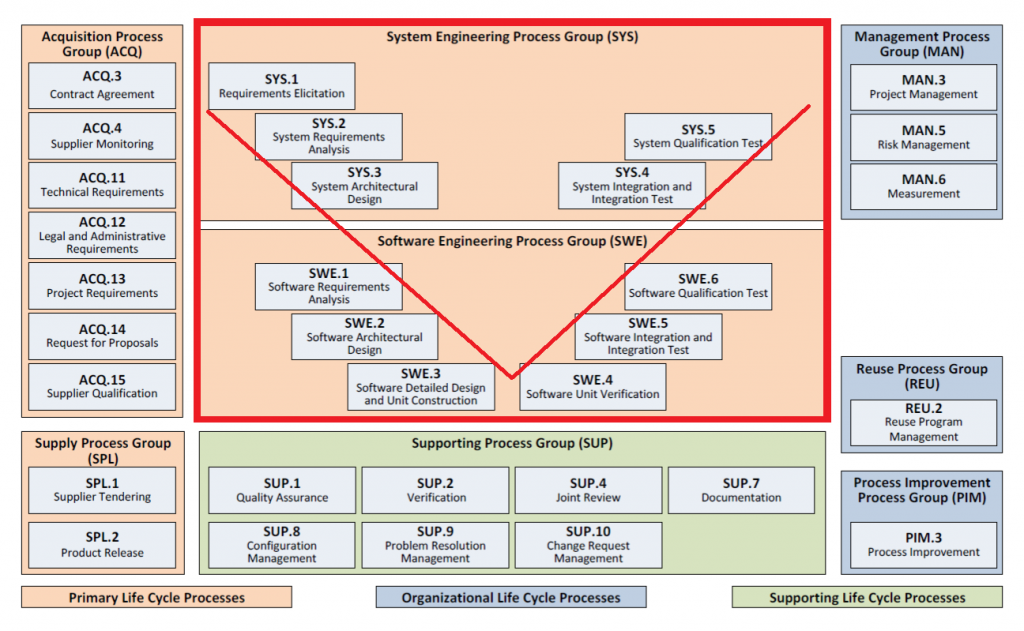 Acquisition Process
Group (ACQ)
ACQ.3
Contract Agreement
ACQ.4
Supplier Monitoring
ACQ.11
Technical Requirements
ACQ.12
Legal and Administrative
Requirements
ACQ.13
Project Requirements
ACQ.14
Request for Proposals
ACQ.15
Supplier Qualification
System Engineering Process Group (SYS)
SYS.1
Requirements Elicitation
SYS.2
System Requirements
Analysis
SYS.3
System Architectural
Design
SYS.5
System Qualification Test
SYS.4
System Integration and
Integration Test
Software Engineering Process Group (SWE)
SWE.1
Software Requirements
Analysis
SWE.2
Software Architectural
Design
SWE.3
Software Detailed Design
and Unit Construction
SWE.6
Software Qualification Test
SWE.5
Software Integration and
Integration Test
SWE.4
Software Unit Verification
Management Process
Group (MAN)
MAN.3
Project Management
MAN.5
Risk Management
MAN.6
Measurement
Reuse Process Group
(REU)
REU.2
Reuse Program
Management
Supply Process Group
(SPL)
SPL.1
Supplier Tendering
SPL.2
Product Release
Supporting Process Group (SUP)
SUP.1
Quality Assurance
SUP.2
Verification
SUP.4
Joint Review
SUP.7
Documentation
SUP.8
Configuration
Management
SUP.9
Problem Resolution
Management
SUP.10
Change Request
Management
Process Improvement
Process Group (PIM)
PIM.3
Process Improvement
Primary Life Cycle Processes
Organizational Life Cycle Processes
Supporting Life Cycle Processes